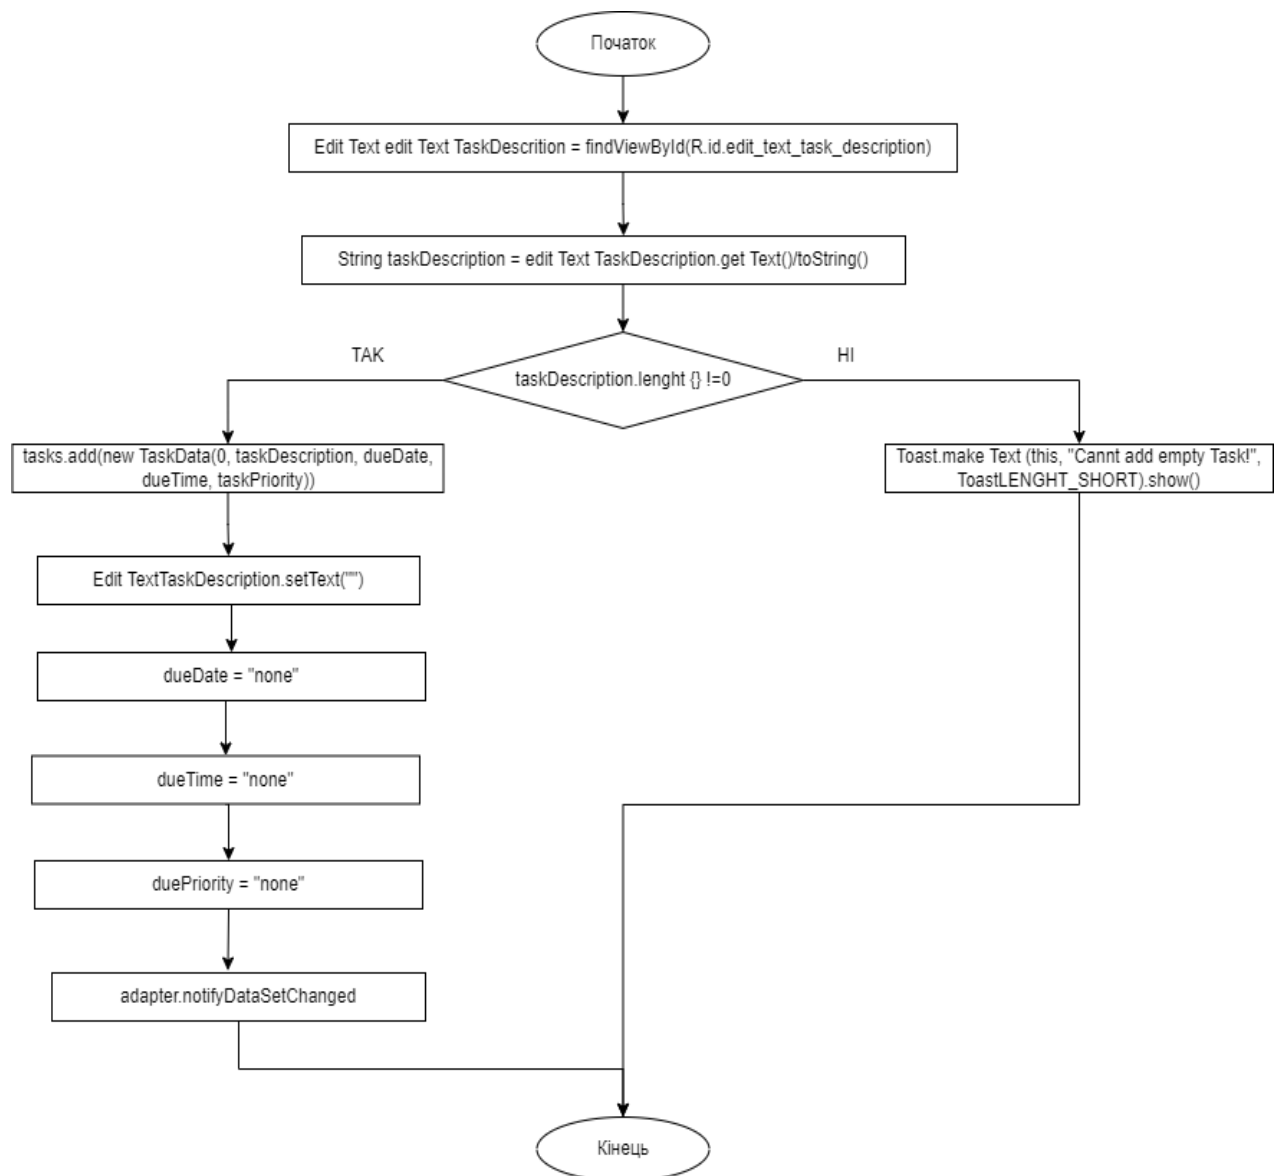 Початок
Edit Text edit Text TaskDescrition = findViewById(R.id.edit_text_task_description)
String taskDescription = edit Text TaskDescription.get Text()/toString()
ТАК
НІ
taskDescription.lenght {} !=0
tasks.add(new TaskData(0, taskDescription, dueDate,
dueTime, taskPriority))
Toast.make Text (this, "Cannt add empty Task!",
ToastLENGHT_SHORT).show()
Edit TextTaskDescription.setText("")
dueDate = "none"
dueTime = "none"
duePriority = "none"
adapter.notifyDataSetChanged
Кінець